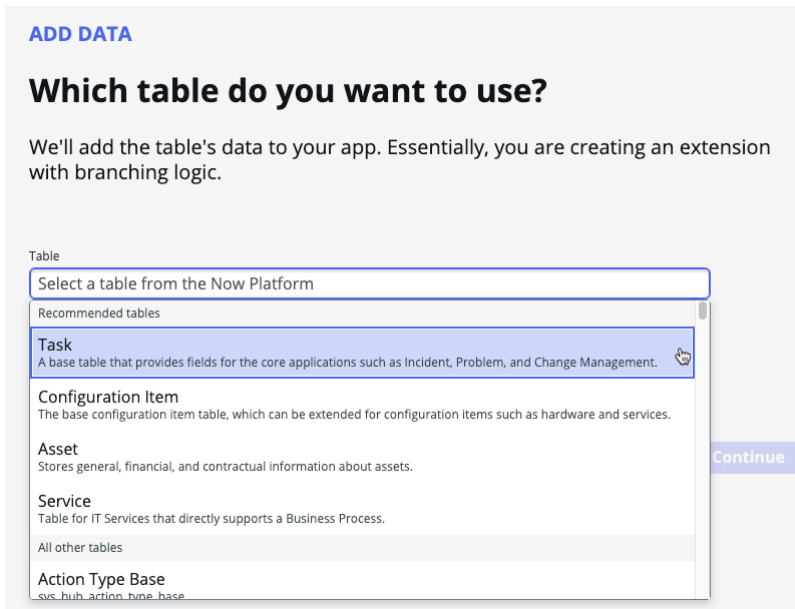 ADD DATA
Which table do you want to use?
We'll add the table's data to your app. Essentially, you are creating an extension
with branching logic.
Table
Select a table from the Now Platform
Recommended tables
Task
A base table that provides fields for the core applications such as Incident, Problem, and Change Management.
Configuration Item
The base configuration item table, which can be extended for configuration items such as hardware and services.
Continue
Asset
Stores general, financial, and contractual information about assets.
Service
Table for IT Services that directly supports a Business Process.
All other tables
Action Type Base
sys_hub_action_type_base